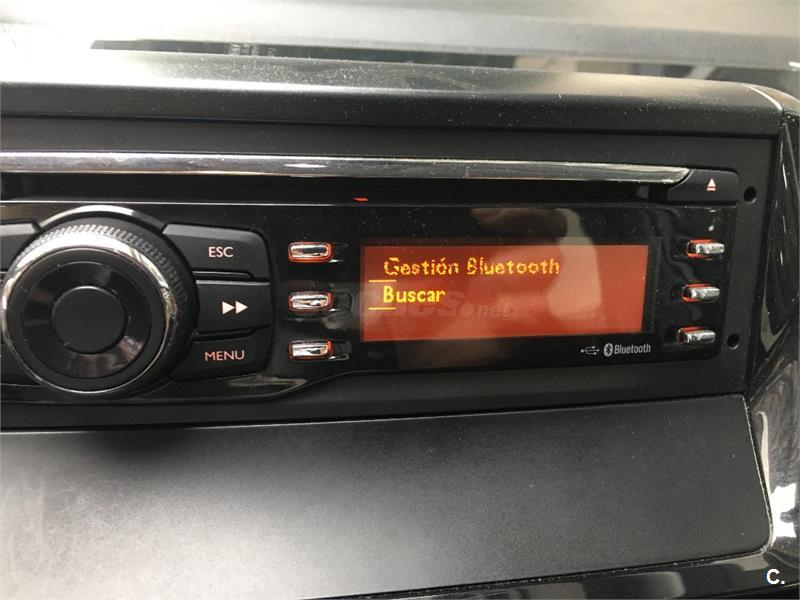 ESC
MENU
Gestión Bluetooth
Buscar
Bluetooth
C.